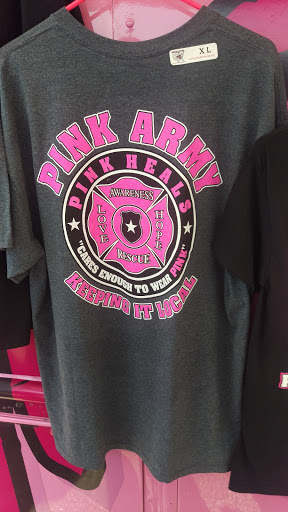 XL
PINK ARMY
PINK HEALS
AWARENESS
LOVE
HOPE
RESCUE
"CARES ENOUGH TO WEAR PINK"
KEEPING IT LOCAL